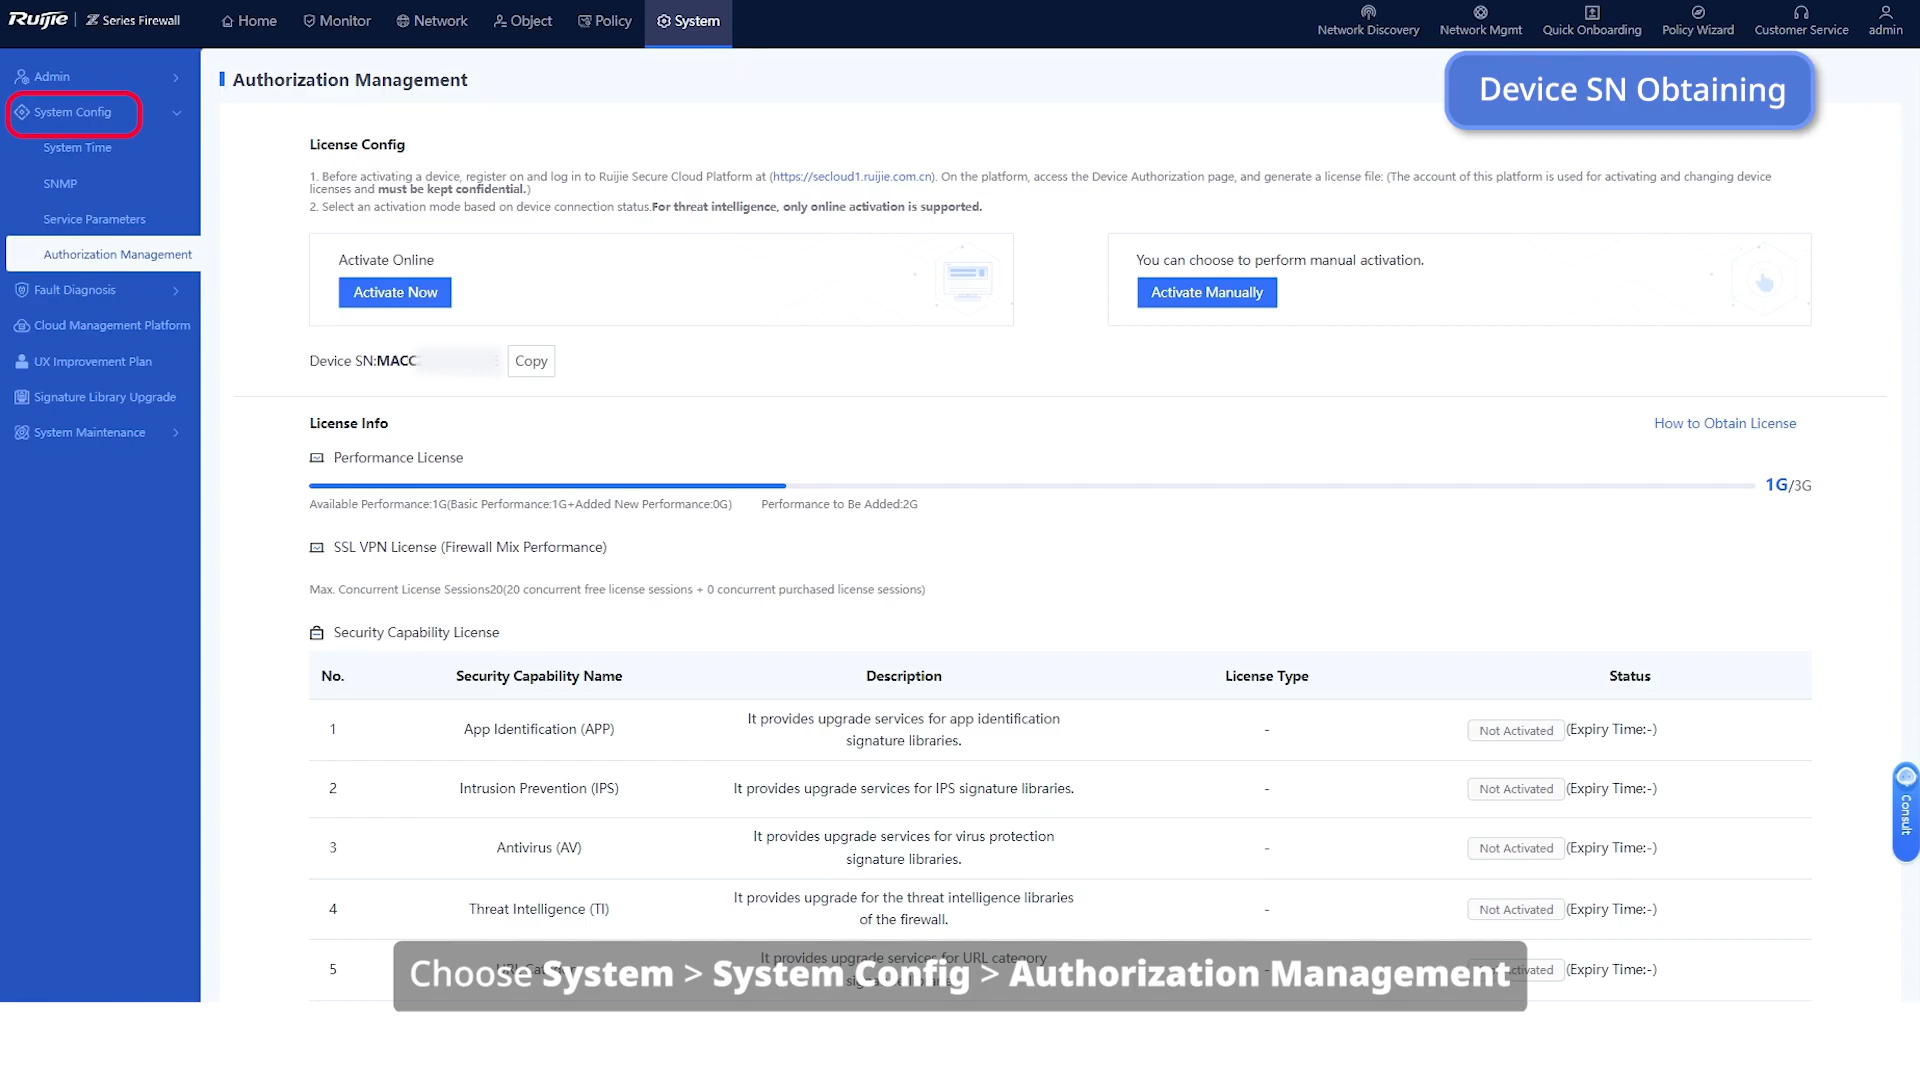 Ruijie | Z Series Firewall
Home
Monitor
Network
Object
Policy
System
Network Discovery
Network Mgmt
Quick Onboarding
Policy Wizard
Customer Service
admin
Admin
System Config
System Time
SNMP
Service Parameters
Authorization Management
Fault Diagnosis
Cloud Management Platform
UX Improvement Plan
Signature Library Upgrade
System Maintenance
Authorization Management
Device SN Obtaining
License Config
1. Before activating a device, register on and log in to Ruijie Secure Cloud Platform at (https://secloud1.ruijie.com.cn). On the platform, access the Device Authorization page, and generate a license file: (The account of this platform is used for activating and changing device
licenses and must be kept confidential.)
2. Select an activation mode based on device connection status.For threat intelligence, only online activation is supported.
Activate Online
Activate Now
You can choose to perform manual activation.
Activate Manually
Device SN:MACC
Copy
License Info
How to Obtain License
Performance License
1G/3G
Available Performance:1G(Basic Performance:1G+Added New Performance:0G) Performance to Be Added:2G
SSL VPN License (Firewall Mix Performance)
Max. Concurrent License Sessions20(20 concurrent free license sessions + 0 concurrent purchased license sessions)
Security Capability License
No. Security Capability Name Description License Type Status
1 App Identification (APP) It provides upgrade services for app identification
signature libraries. - Not Activated (Expiry Time:-)
2 Intrusion Prevention (IPS) It provides upgrade services for IPS signature libraries. - Not Activated (Expiry Time:-)
3 Antivirus (AV) It provides upgrade services for virus protection
signature libraries. - Not Activated (Expiry Time:-)
4 Threat Intelligence (TI) It provides upgrade for the threat intelligence libraries
of the firewall. - Not Activated (Expiry Time:-)
5 It provides upgrade services for URL category
(Expiry Time:-)
Choose System > System Config > Authorization Management
Consult